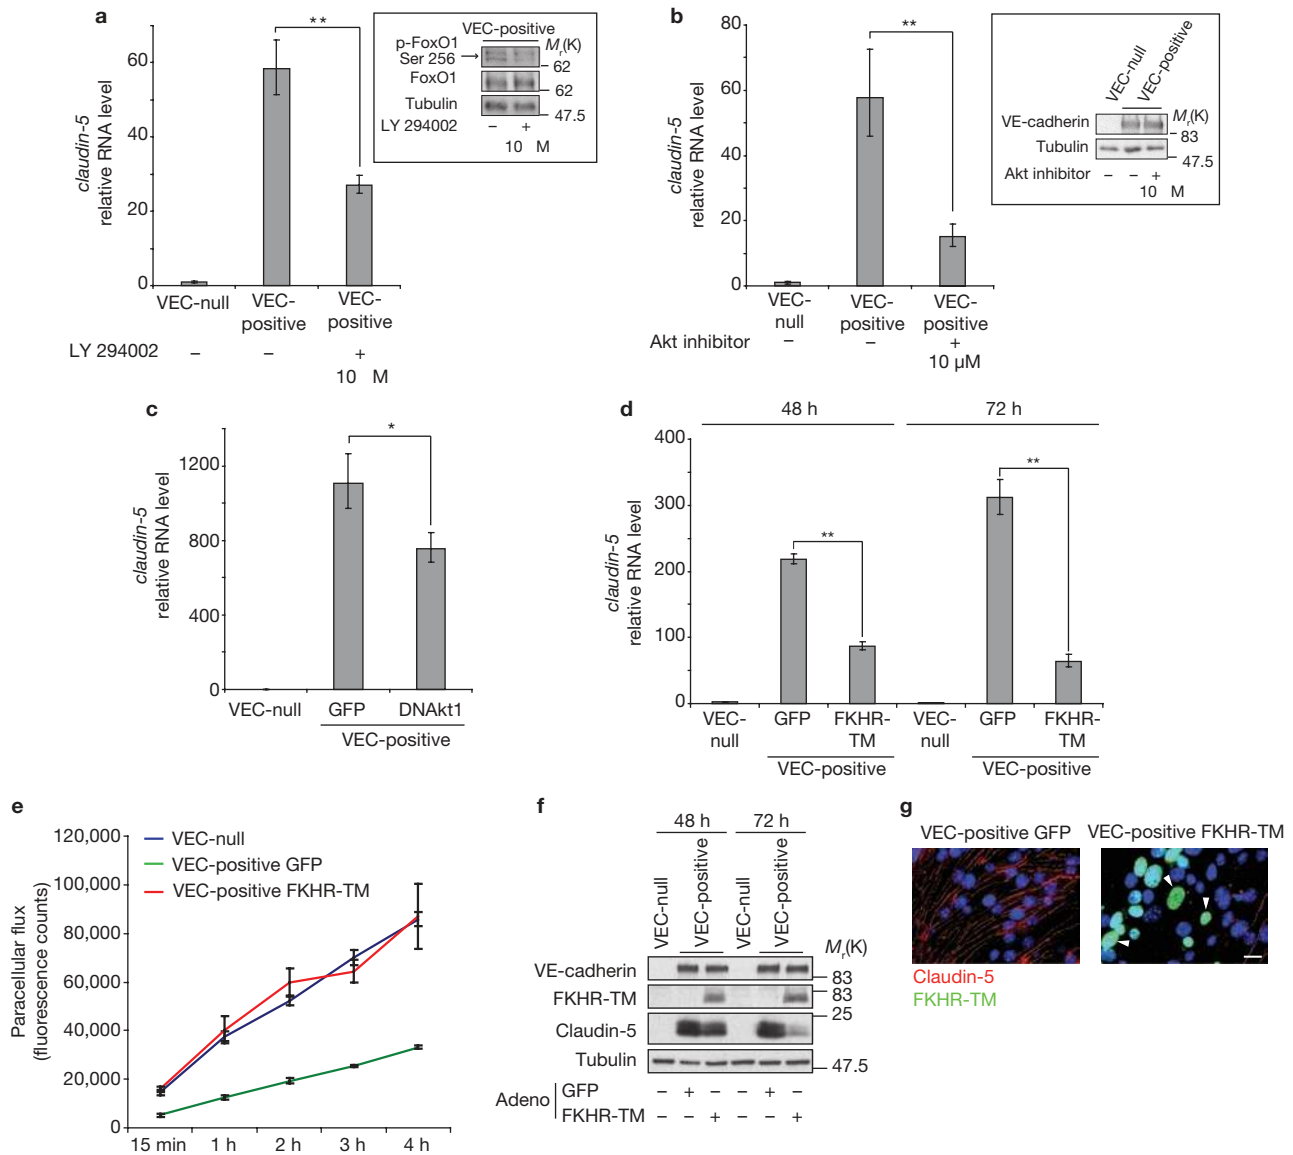 a
claudin-5
relative RNA level
60
40
20
0
**
VEC-null
VEC-
positive
VEC-
positive
LY 294002
–
–
+
10 M
VEC-positive
p-FoxO1
Ser 256
FoxO1
Tubulin
Mr(K)
62
62
47.5
LY 294002
– +
10 M
b
claudin-5
relative RNA level
80
60
40
20
0
**
VEC-
null
VEC-
positive
VEC-
positive
Akt inhibitor
–
–
+
10 µM
VEC-null
VEC-positive
VE-cadherin
Tubulin
Mr(K)
83
47.5
Akt inhibitor
– – +
10 M
c
claudin-5
relative RNA level
1200
800
400
0
*
VEC-null
GFP
DNAkt1
VEC-positive
d
48 h
72 h
claudin-5
relative RNA level
400
300
200
100
0
**
**
VEC-
null
GFP
FKHR-
TM
VEC-
null
GFP
FKHR-
TM
VEC-positive
VEC-positive
e
Paracellular flux
(fluorescence counts)
120,000
100,000
80,000
60,000
40,000
20,000
0
VEC-null
VEC-positive GFP
VEC-positive FKHR-TM
15 min
1 h
2 h
3 h
4 h
f
48 h
72 h
VEC-null
VEC-positive
VEC-null
VEC-positive
Mr(K)
VE-cadherin
83
FKHR-TM
83
25
Claudin-5
Tubulin
47.5
Adeno
GFP
– + – – + –
FKHR-TM
– – + – – +
g
VEC-positive GFP
VEC-positive FKHR-TM
Claudin-5
FKHR-TM